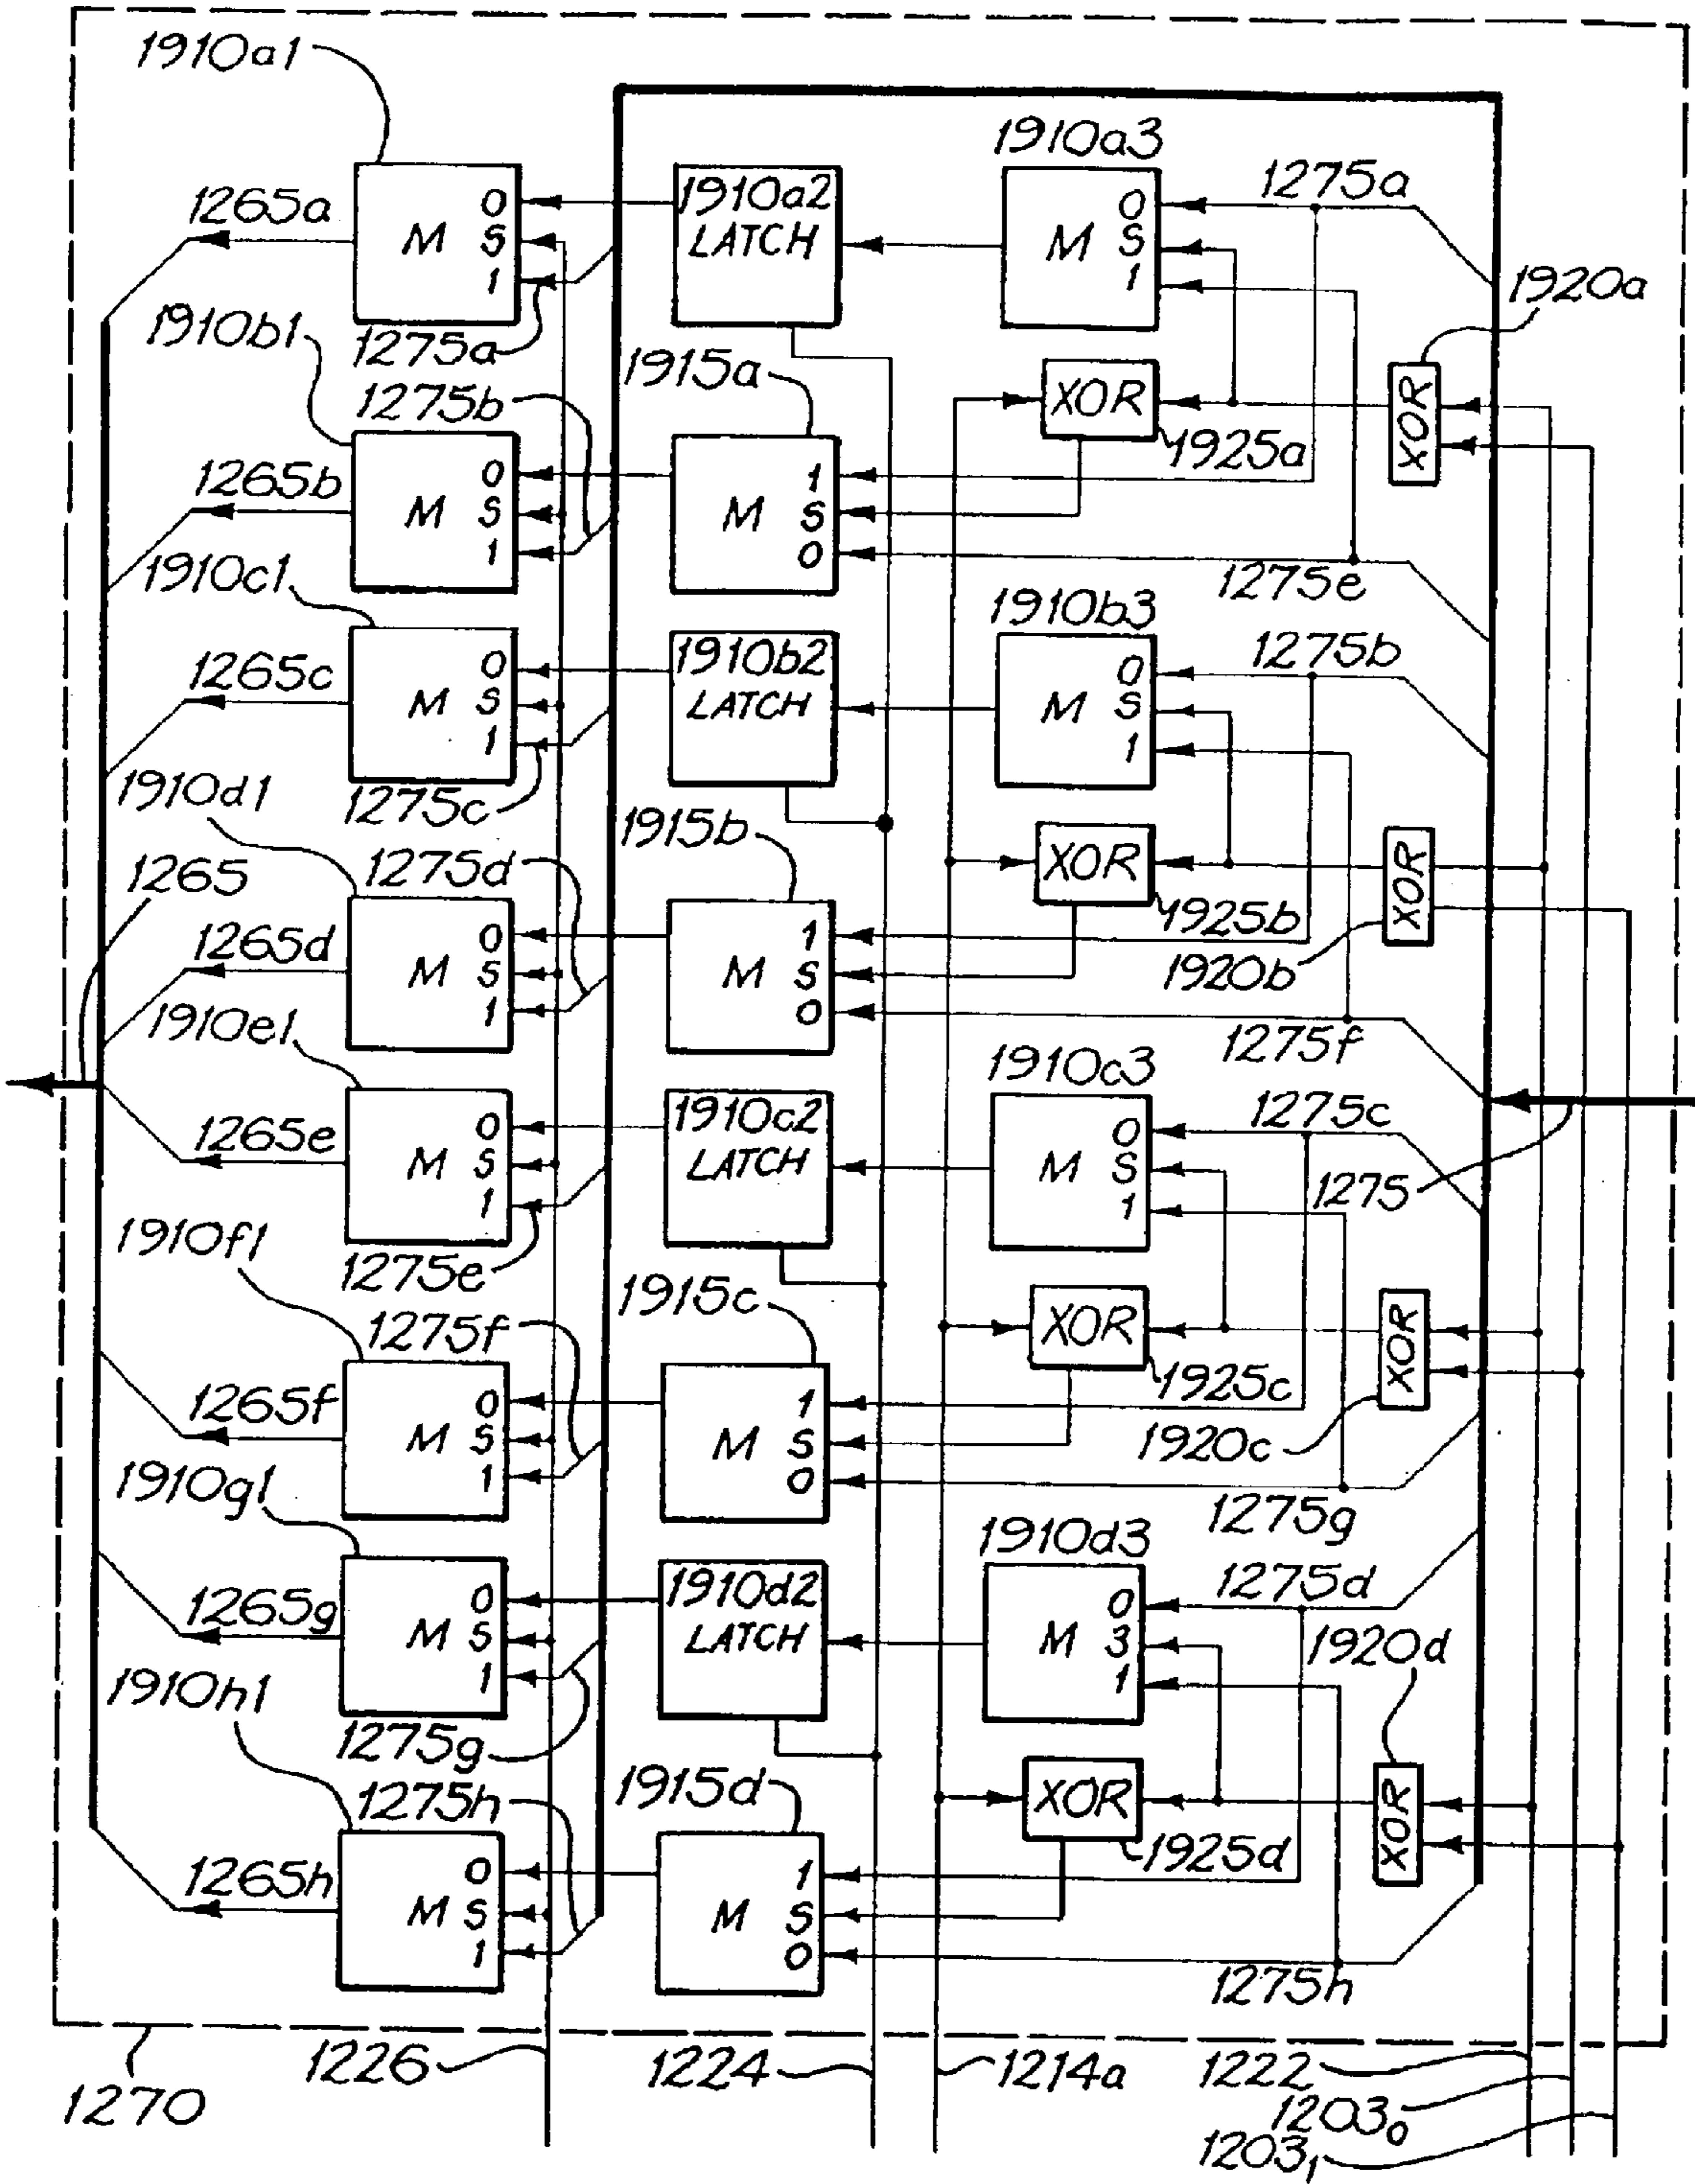 1910a1
1910a3
1265a
M
0
S
1
1910a2
LATCH
M
0
S
1
1275a
1920a
1910b1
1275a
1915a
XOR
XOR
1275b
1925a
1265b
M
0
S
1
M
1
S
0
1910c1
1275e
1910b3
1265c
M
0
S
1
1910b2
LATCH
M
0
S
1
1275b
1910d1
1275c
1915b
XOR
XOR
1265
1275d
1925b
1265d
M
0
S
1
M
1
S
0
1920b
1910e1
1275f
1910c3
1265e
M
0
S
1
1910c2
LATCH
M
0
S
1
1275c
1275
1910f1
1275e
1915c
XOR
XOR
1275f
1925c
1265f
M
0
S
1
M
1
S
0
1920c
1910g1
1275g
1910d3
1265g
M
0
S
1
1910d2
LATCH
M
0
3
1
1275d
1920d
1910h1
1275g
1915d
XOR
XOR
1275h
1925d
1265h
M
0
S
1
M
1
S
0
1275h
1270
1226
1224
1214a
1222
1203₀
1203₁